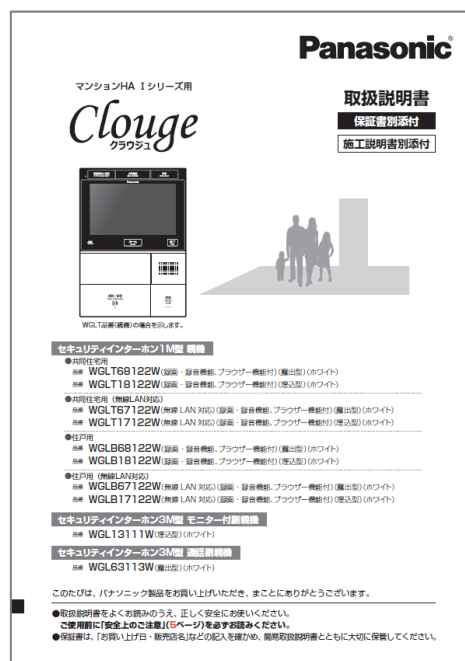 Panasonic®
マンションHA Iシリーズ用
Clouge
クラウジュ
取扱説明書
保証書別添付
施工説明書別添付
Panasonic
WGLT品番(親機)の場合を示します。
セキュリティインターホン1M型 親機
●共同住宅用
品番 WGLT68122W(録画・録音機能、ブラウザー機能付)(露出型)(ホワイト)
品番 WGLT18122W(録画・録音機能、ブラウザー機能付)(埋込型)(ホワイト)
●共同住宅用(無線LAN対応)
品番 WGLT67122W(無線 LAN 対応)(録画・録音機能、ブラウザー機能付)(露出型)(ホワイト)
品番 WGLT17122W(無線 LAN 対応)(録画・録音機能、ブラウザー機能付)(埋込型)(ホワイト)
●住戸用
品番 WGLB68122W(録画・録音機能、ブラウザー機能付)(露出型)(ホワイト)
品番 WGLB18122W(録画・録音機能、ブラウザー機能付)(埋込型)(ホワイト)
●住戸用(無線LAN対応)
品番 WGLB67122W(無線 LAN 対応)(録画・録音機能、ブラウザー機能付)(露出型)(ホワイト)
品番 WGLB17122W(無線 LAN 対応)(録画・録音機能、ブラウザー機能付)(埋込型)(ホワイト)
セキュリティインターホン3M型 モニター付副親機
品番 WGL13111W(埋込型)(ホワイト)
セキュリティインターホン3M型 通話副親機
品番 WGL63113W(露出型)(ホワイト)
このたびは、パナソニック製品をお買い上げいただき、まことにありがとうございます。
●取扱説明書をよくお読みのうえ、正しく安全にお使いください。
ご使用前に「安全上のご注意」(5ページ)を必ずお読みください。
●保証書は、「お買い上げ日・販売店名」などの記入を確かめ、簡易取扱説明書とともに大切に保管してください。